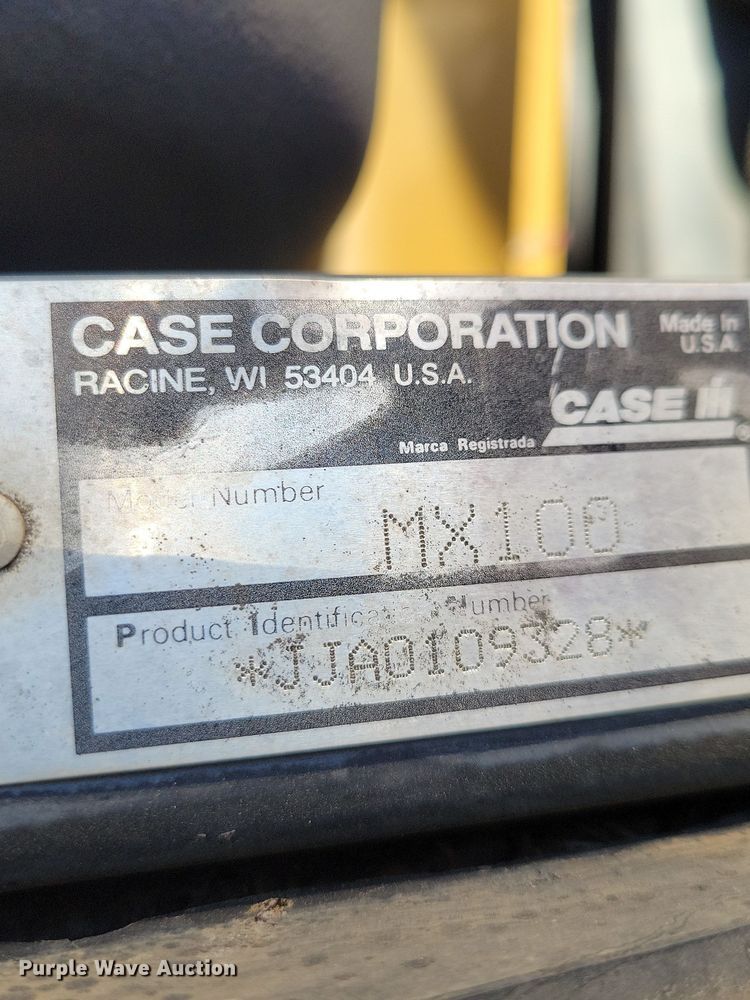 CASE CORPORATION
Made in
U.S.A.
RACINE, WI 53404 U.S.A.
CASE IH
Marca Registrada
Model Number
MX100
Product Identification Number
*JJA0109328*
Purple Wave Auction